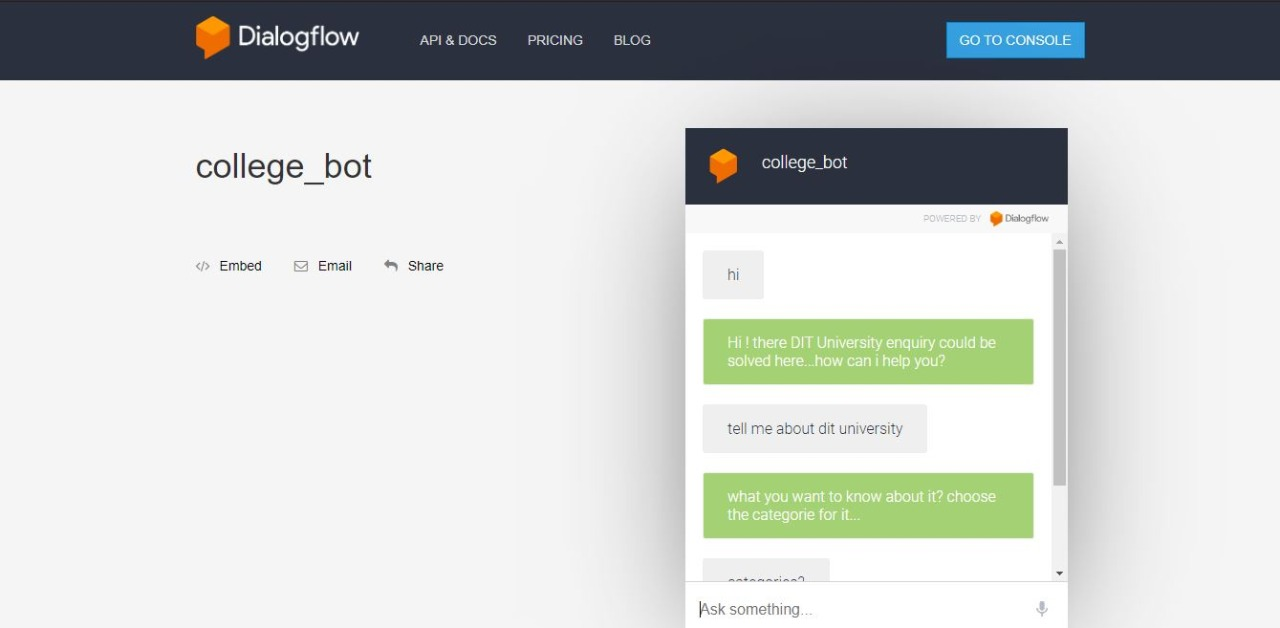 Dialogflow
API & DOCS
PRICING
BLOG
GO TO CONSOLE
college_bot
Embed
Email
Share
college_bot
POWERED BY Dialogflow
hi
Hi ! there DIT University enquiry could be
solved here...how can i help you?
tell me about dit university
what you want to know about it? choose
the categorie for it...
categories?
Ask something...